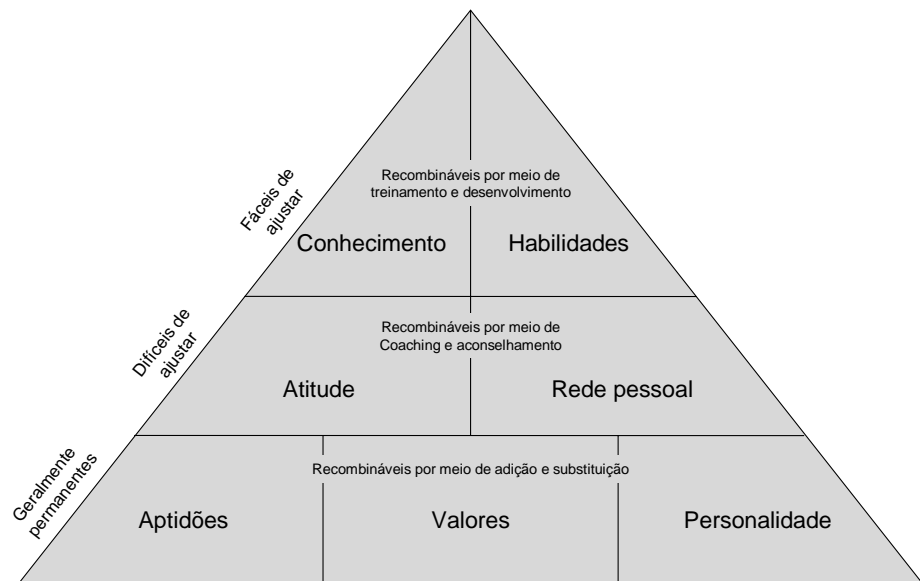 Fáceis de
ajustar
Recombináveis por meio de
treinamento e desenvolvimento
Conhecimento
Habilidades
Difíceis de
ajustar
Recombináveis por meio de
Coaching e aconselhamento
Atitude
Rede pessoal
Geralmente
permanentes
Recombináveis por meio de adição e substituição
Aptidões
Valores
Personalidade